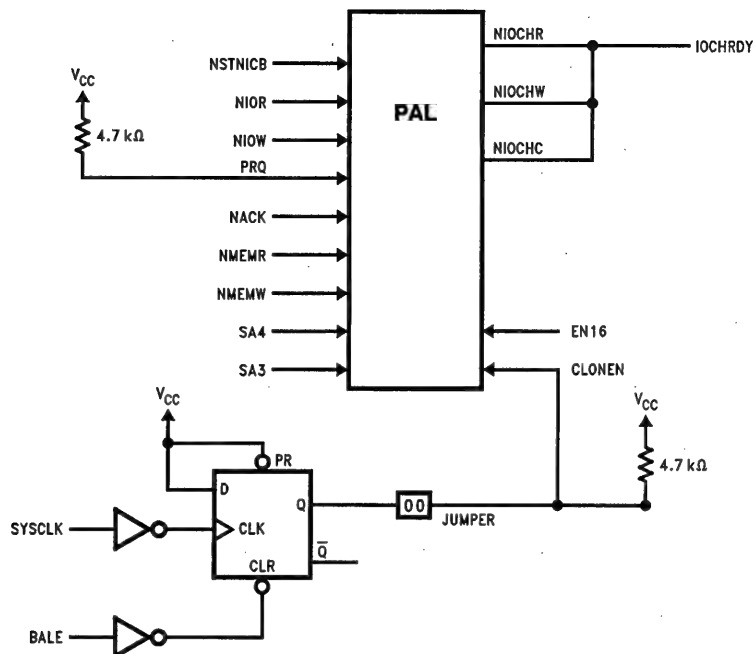 NIOCHR
IOCHRDY
NSTNICB
VCC
NIOR
PAL
NIOCHW
4.7 kΩ
NIOW
NIOCHC
PRQ
NACK
NMEMR
NMEMW
SA4
EN16
SA3
CLONEN
VCC
VCC
PR
4.7 kΩ
D
Q
00
JUMPER
SYSCLK
CLK
Q̅
CLR
BALE